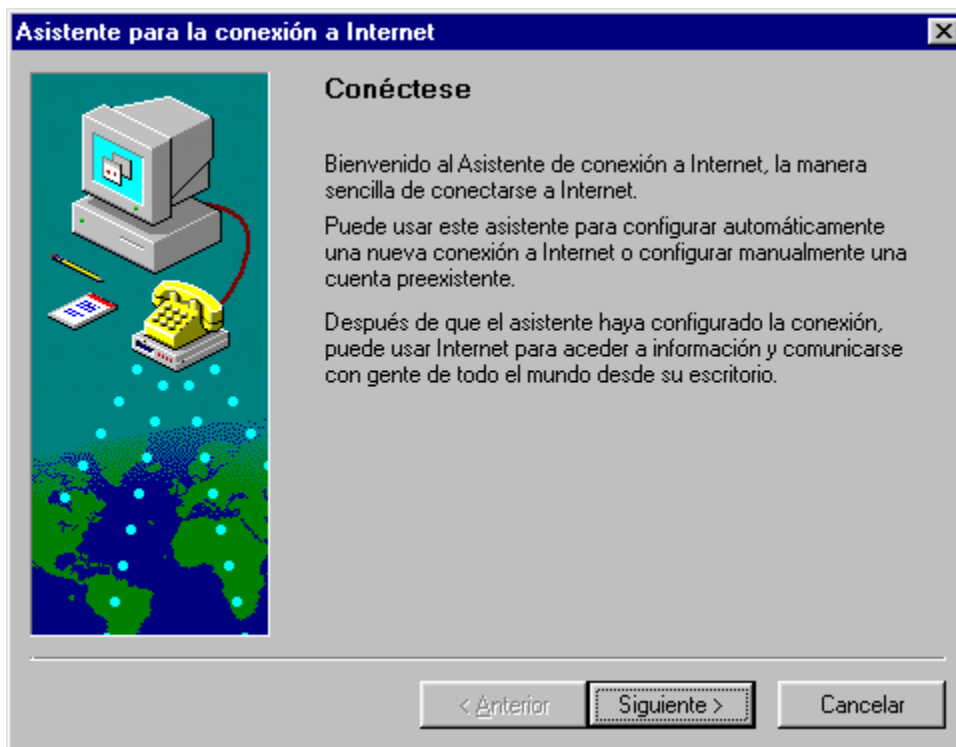 Asistente para la conexión a Internet
Conéctese
Bienvenido al Asistente de conexión a Internet, la manera
sencilla de conectarse a Internet.
Puede usar este asistente para configurar automáticamente
una nueva conexión a Internet o configurar manualmente una
cuenta preexistente.
Después de que el asistente haya configurado la conexión,
puede usar Internet para aceder a información y comunicarse
con gente de todo el mundo desde su escritorio.
< Anterior
Siguiente >
Cancelar